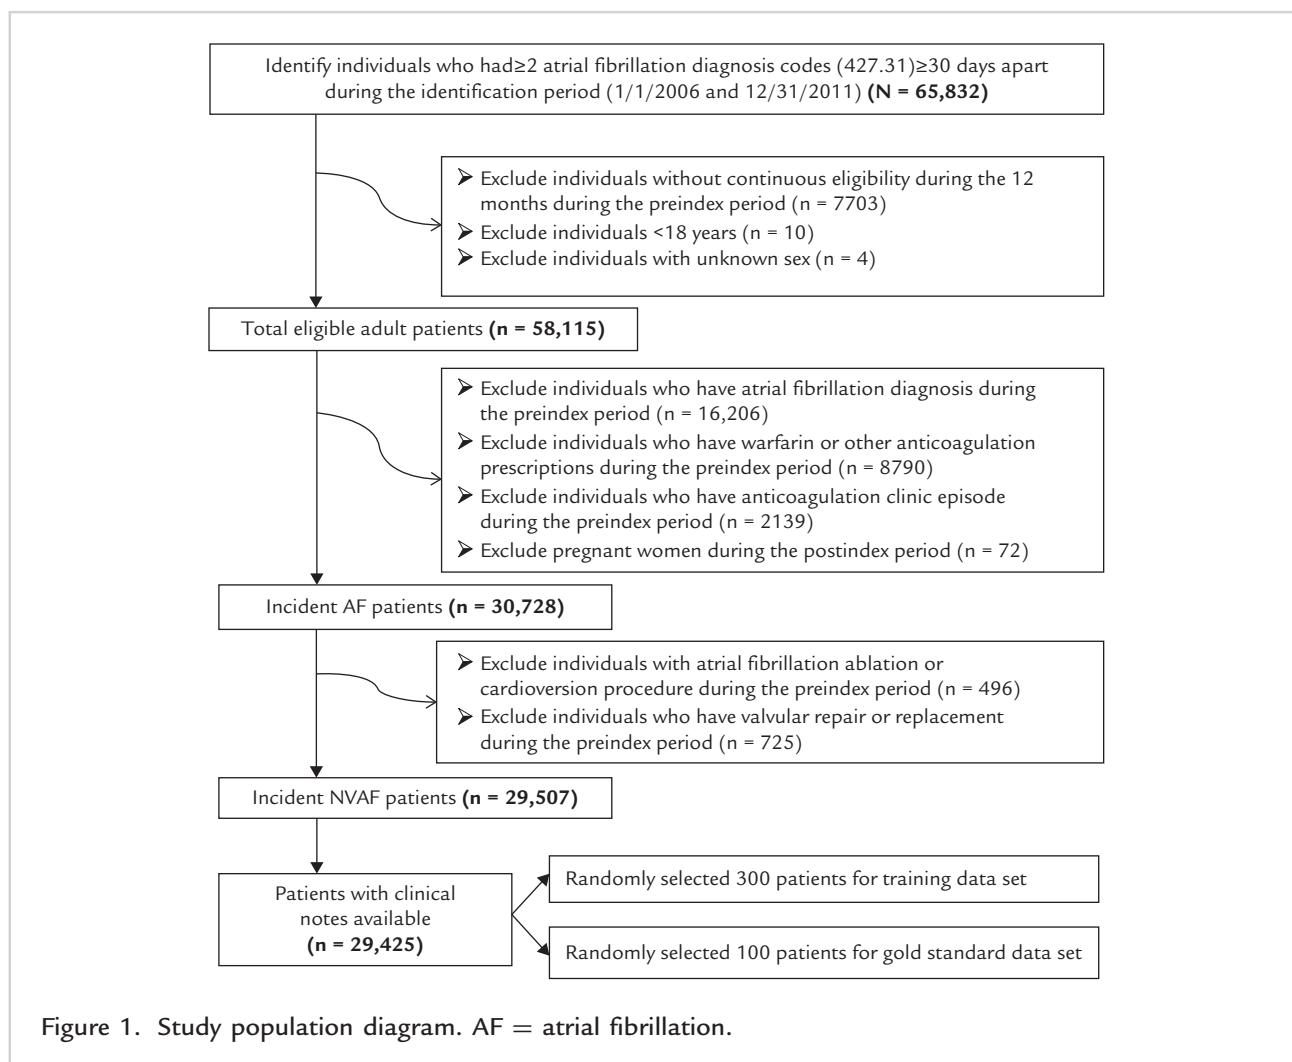 Identify individuals who had≥2 atrial fibrillation diagnosis codes (427.31)≥30 days apart
during the identification period (1/1/2006 and 12/31/2011) (N = 65,832)
➢ Exclude individuals without continuous eligibility during the 12
months during the preindex period (n = 7703)
➢ Exclude individuals <18 years (n = 10)
➢ Exclude individuals with unknown sex (n = 4)
Total eligible adult patients (n = 58,115)
➢ Exclude individuals who have atrial fibrillation diagnosis during
the preindex period (n = 16,206)
➢ Exclude individuals who have warfarin or other anticoagulation
prescriptions during the preindex period (n = 8790)
➢ Exclude individuals who have anticoagulation clinic episode
during the preindex period (n = 2139)
➢ Exclude pregnant women during the postindex period (n = 72)
Incident AF patients (n = 30,728)
➢ Exclude individuals with atrial fibrillation ablation or
cardioversion procedure during the preindex period (n = 496)
➢ Exclude individuals who have valvular repair or replacement
during the preindex period (n = 725)
Incident NVAF patients (n = 29,507)
Patients with clinical
notes available
(n = 29,425)
Randomly selected 300 patients for training data set
Randomly selected 100 patients for gold standard data set
Figure 1. Study population diagram. AF = atrial fibrillation.